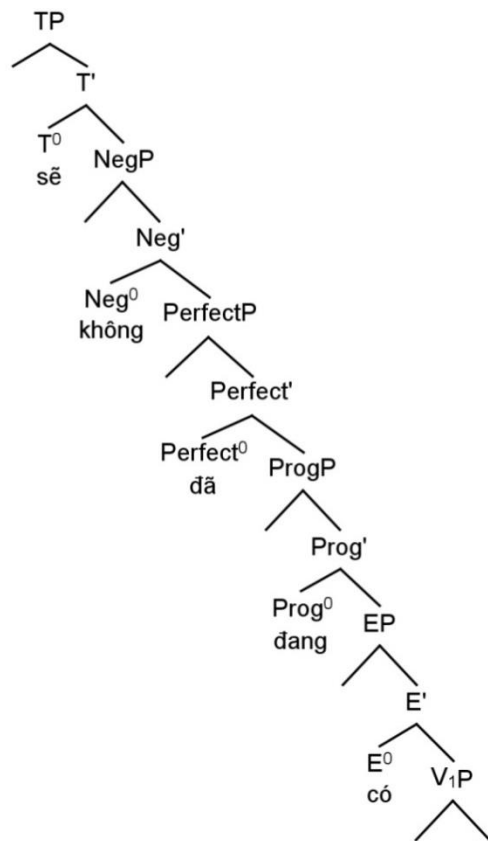 TP
T'
T⁰
sẽ
NegP
Neg'
Neg⁰
không
PerfectP
Perfect'
Perfect⁰
đã
ProgP
Prog'
Prog⁰
đang
EP
E'
E⁰
có
V₁P